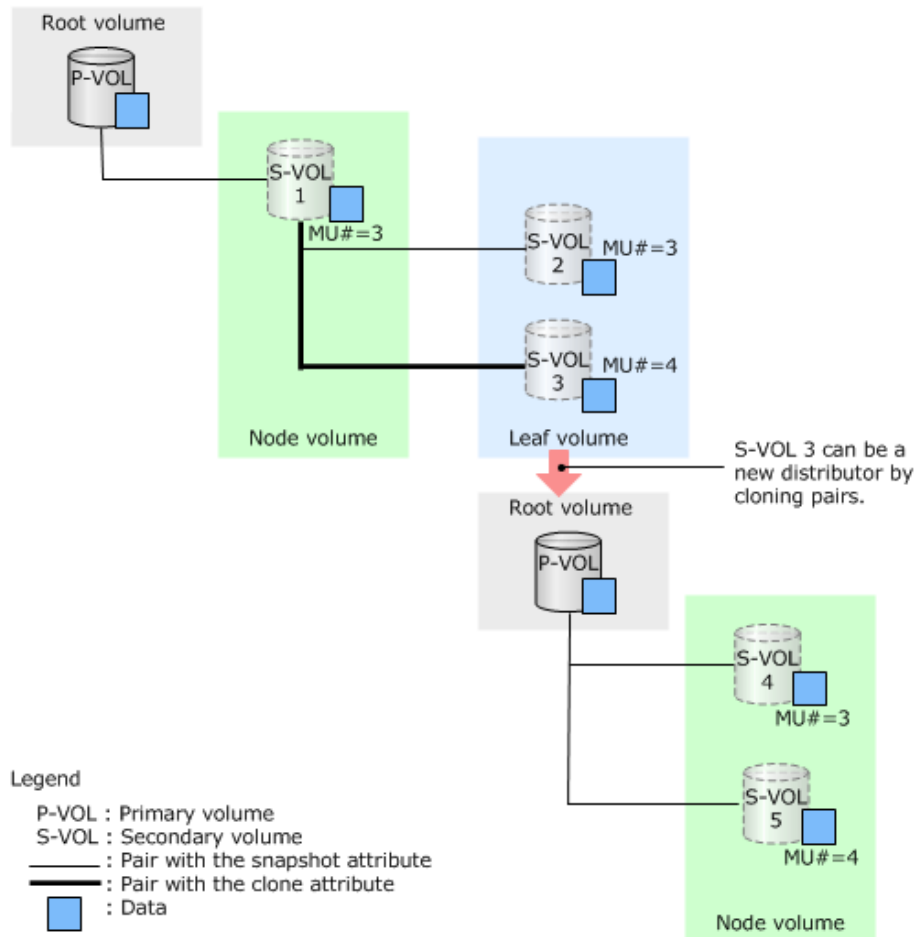 Root volume
P-VOL
S-VOL
1
MU#=3
S-VOL
2
MU#=3
S-VOL
3
MU#=4
Node volume
Leaf volume
S-VOL 3 can be a
new distributor by
cloning pairs.
Root volume
P-VOL
S-VOL
4
MU#=3
S-VOL
5
MU#=4
Node volume
Legend
P-VOL : Primary volume
S-VOL : Secondary volume
: Pair with the snapshot attribute
: Pair with the clone attribute
: Data